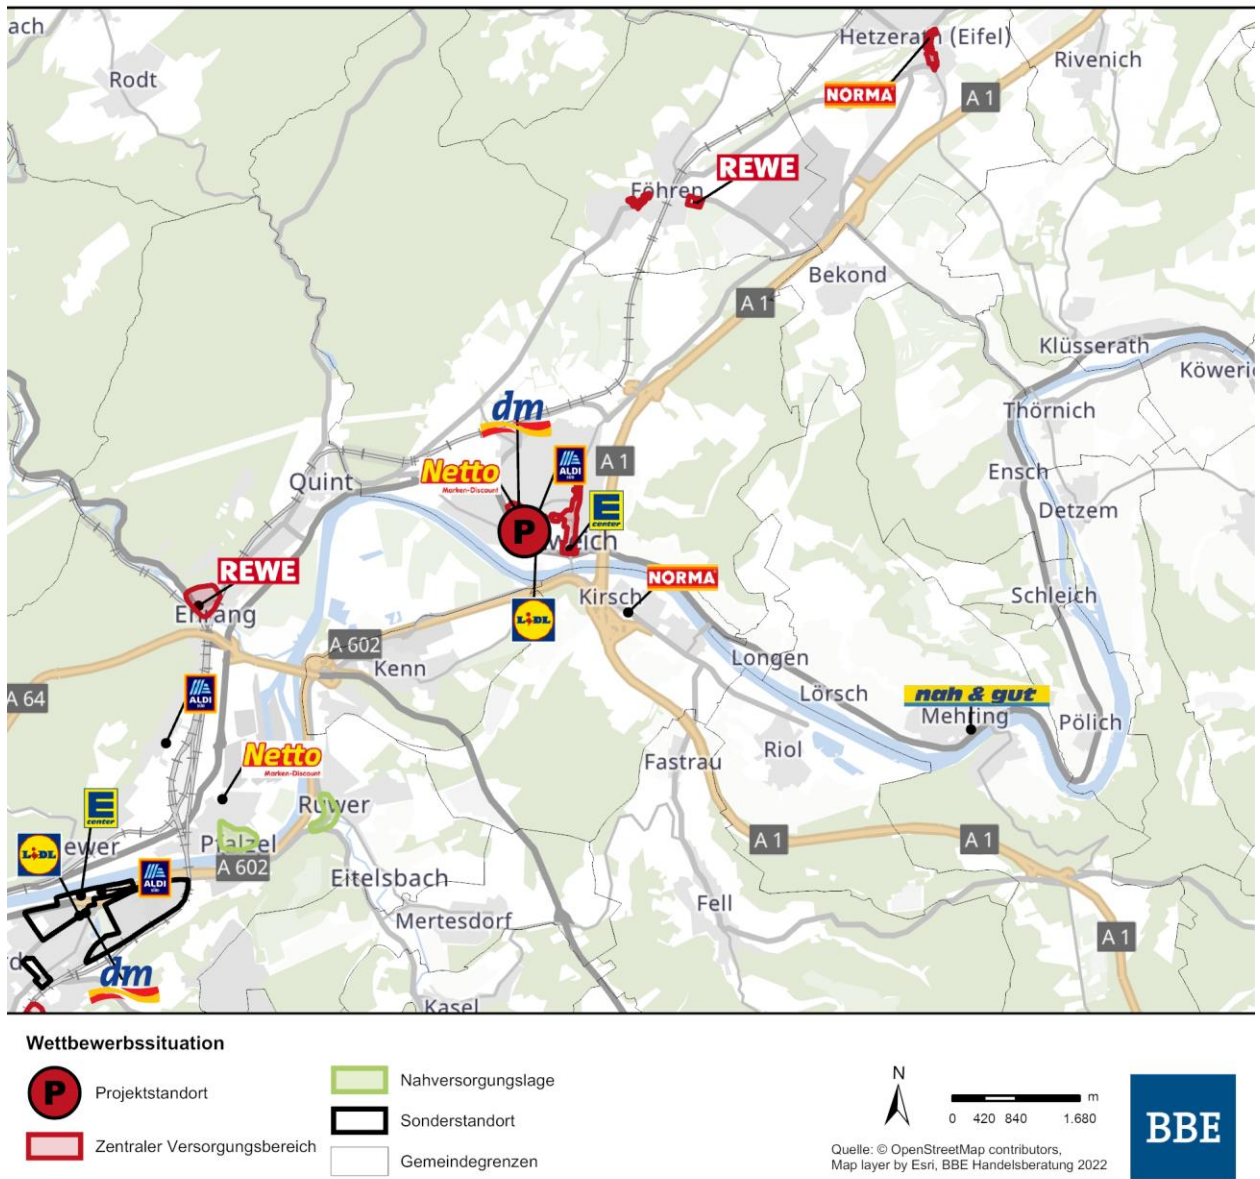 ach
Rodt
Hetzerath (Eifel)
Rivenich
NORMA
A 1
REWE
Föhren
Bekond
A 1
Klüsserath
Köweric
Thörnich
dm
Netto
Marken-Discount
ALDI
A 1
Ensch
Quint
E
center
Detzem
P
weich
REWE
NORMA
Kirsch
Schleich
Ehrang
LIDL
A 602
Kenn
Longen
Lörsch
nah & gut
Mehring
Pölich
A 64
ALDI
Riol
Fastrau
Netto
Marken-Discount
Ruwer
E
center
Pfalzel
A 1
A 1
LIDL
ewer
ALDI
A 602
Eitelsbach
Fell
Mertesdorf
A 1
dm
Kasel
Wettbewerbssituation
P
Projektstandort
Zentraler Versorgungsbereich
Nahversorgungslage
Sonderstandort
Gemeindegrenzen
N
m
0 420 840 1.680
Quelle: © OpenStreetMap contributors,
Map layer by Esri, BBE Handelsberatung 2022
BBE